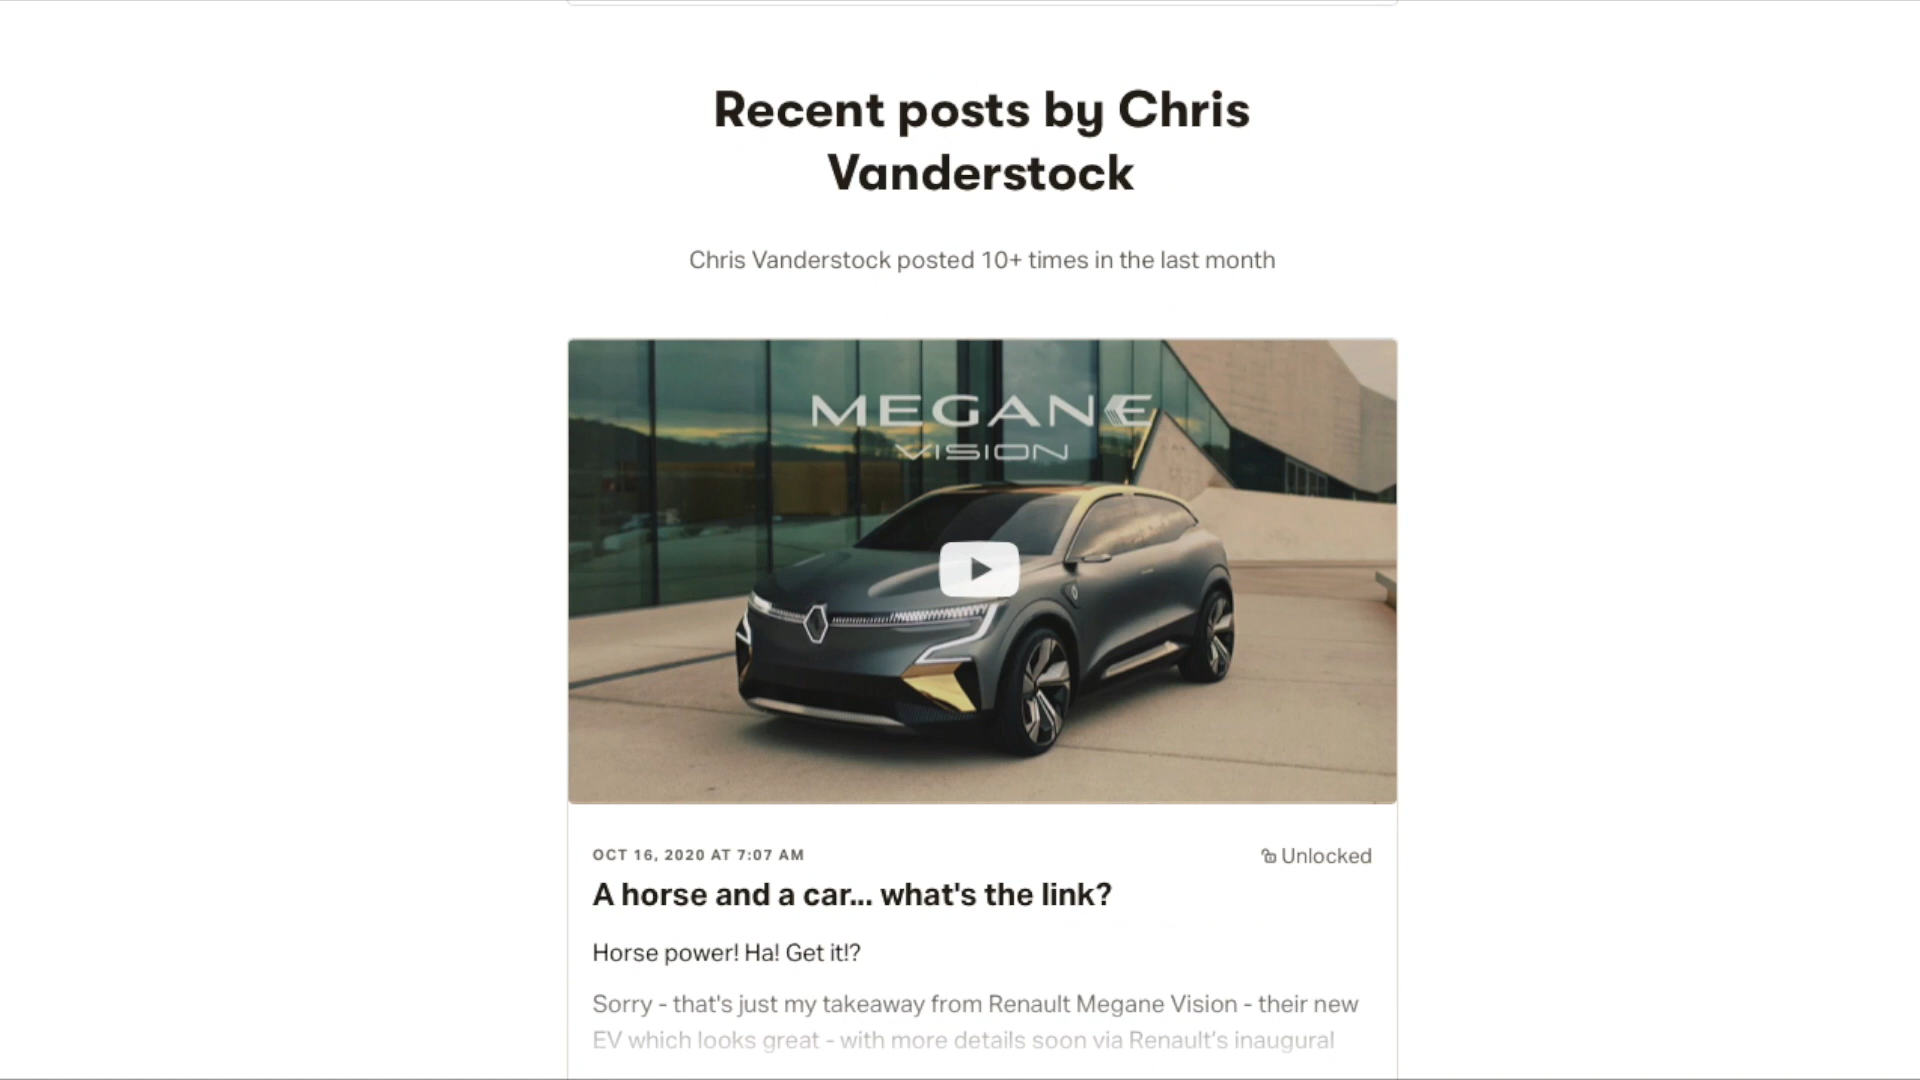 Recent posts by Chris
Vanderstock
Chris Vanderstock posted 10+ times in the last month
MEGANE
VISION
OCT 16, 2020 AT 7:07 AM
Unlocked
A horse and a car... what's the link?
Horse power! Ha! Get it!?
Sorry - that's just my takeaway from Renault Megane Vision - their new
EV which looks great - with more details soon via Renault's inaugural